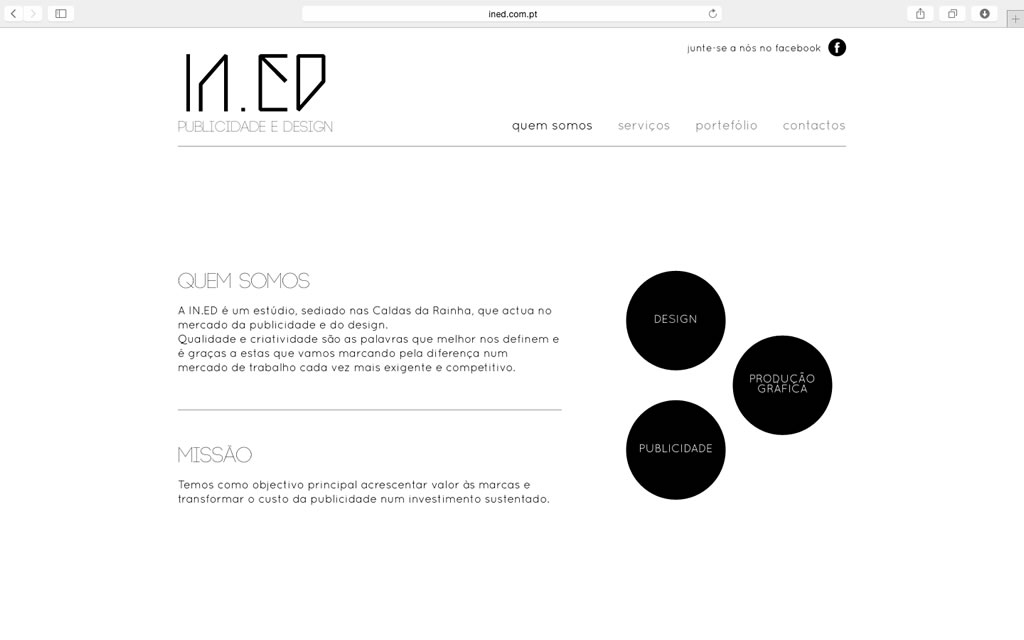 ined.com.pt
junte-se a nós no facebook
IN.ED
PUBLICIDADE E DESIGN
quem somos serviços portefólio contactos
QUEM SOMOS
A IN.ED é um estúdio, sediado nas Caldas da Rainha, que actua no
mercado da publicidade e do design.
Qualidade e criatividade são as palavras que melhor nos definem e
é graças a estas que vamos marcando pela diferença num
mercado de trabalho cada vez mais exigente e competitivo.
MISSÃO
Temos como objectivo principal acrescentar valor às marcas e
transformar o custo da publicidade num investimento sustentado.
DESIGN
PRODUÇÃO
GRAFICA
PUBLICIDADE